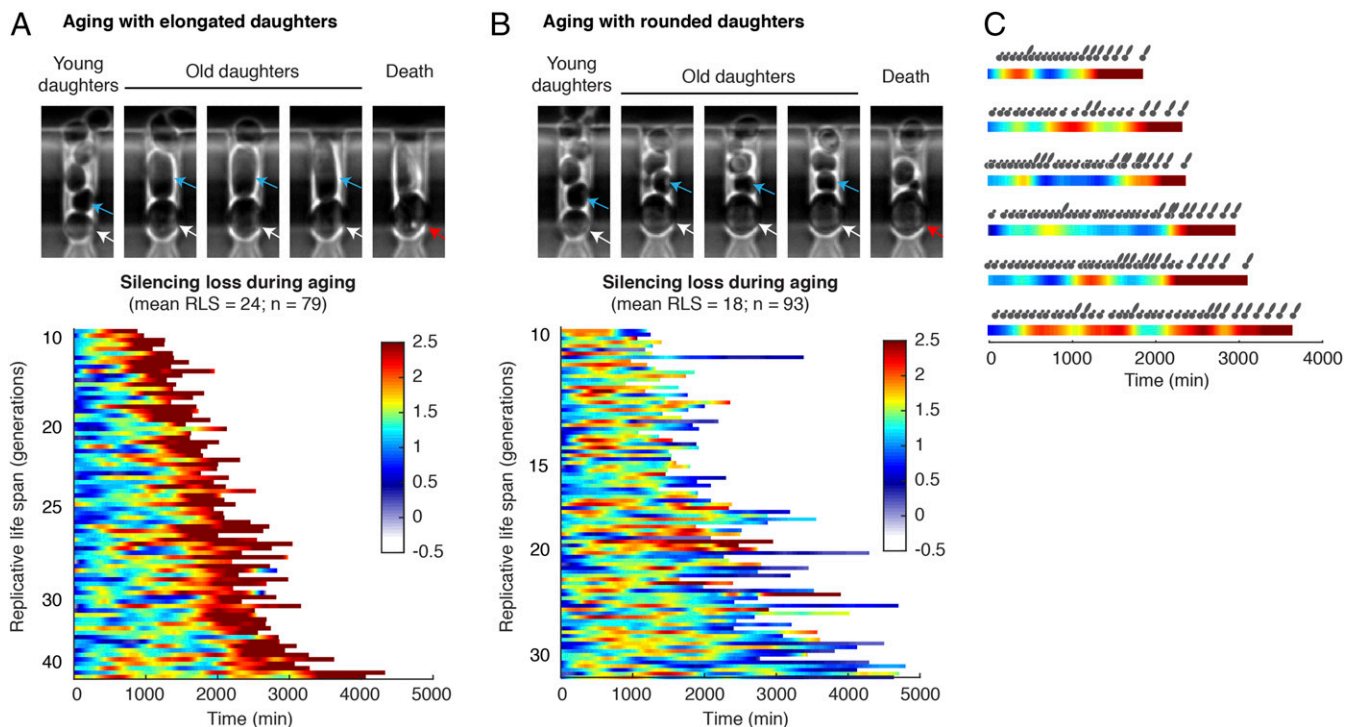 A
Aging with elongated daughters
Young daughters
Old daughters
Death
Silencing loss during aging
(mean RLS = 24; n = 79)
Replicative life span (generations)
10
20
25
30
40
2.5
2
1.5
1
0.5
0
-0.5
0 1000 2000 3000 4000 5000
Time (min)
B
Aging with rounded daughters
Young daughters
Old daughters
Death
Silencing loss during aging
(mean RLS = 18; n = 93)
Replicative life span (generations)
10
15
20
30
2.5
2
1.5
1
0.5
0
-0.5
0 1000 2000 3000 4000 5000
Time (min)
C
0 1000 2000 3000 4000
Time (min)